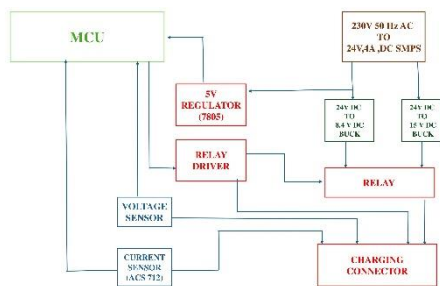 MCU
230V 50 Hz AC
TO
24V,4A ,DC SMPS
5V
REGULATOR
(7805)
24V DC
TO
8.4 V DC
BUCK
24V DC
TO
15 V DC
BUCK
RELAY
DRIVER
RELAY
VOLTAGE
SENSOR
CURRENT
SENSOR
(ACS 712)
CHARGING
CONNECTOR